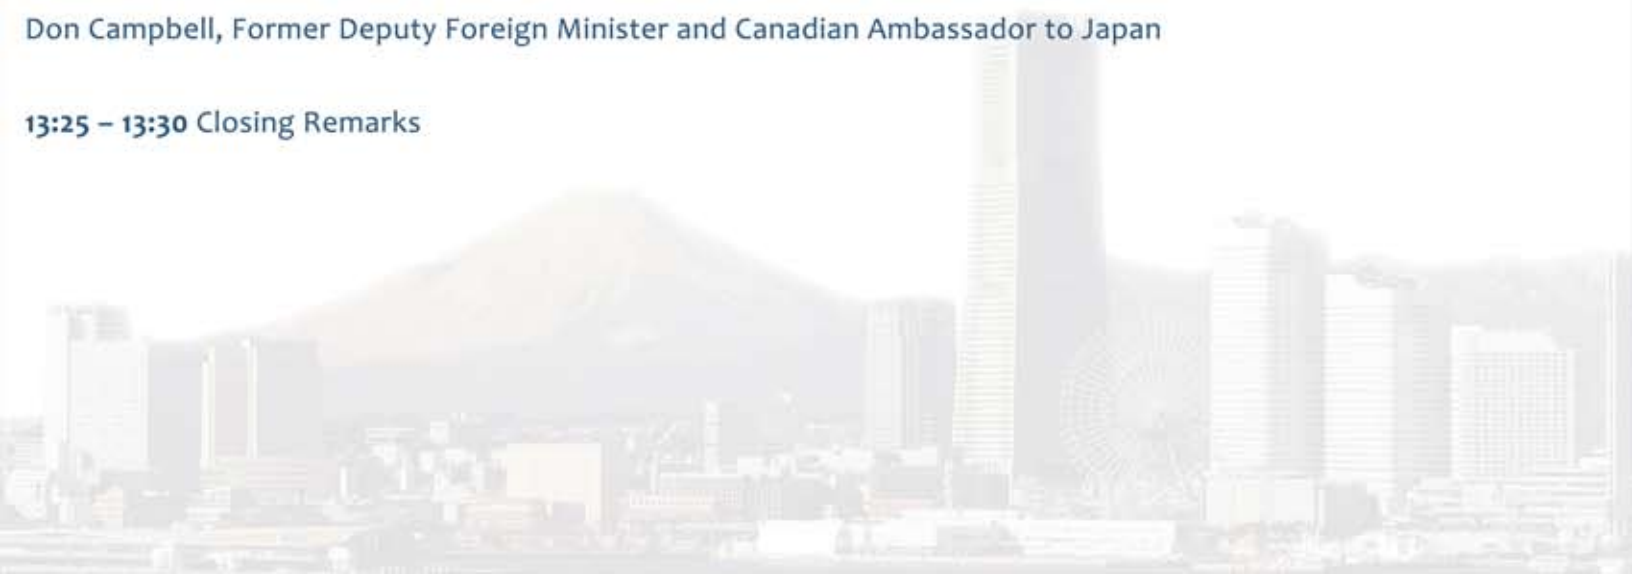 Don Campbell, Former Deputy Foreign Minister and Canadian Ambassador to Japan
13:25 – 13:30 Closing Remarks